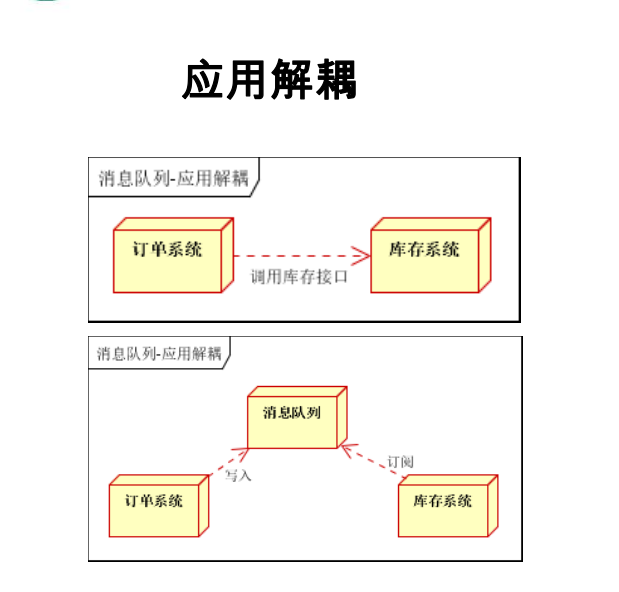 应用解耦
消息队列-应用解耦
订单系统
库存系统
调用库存接口
消息队列-应用解耦
消息队列
写入
订阅
订单系统
库存系统